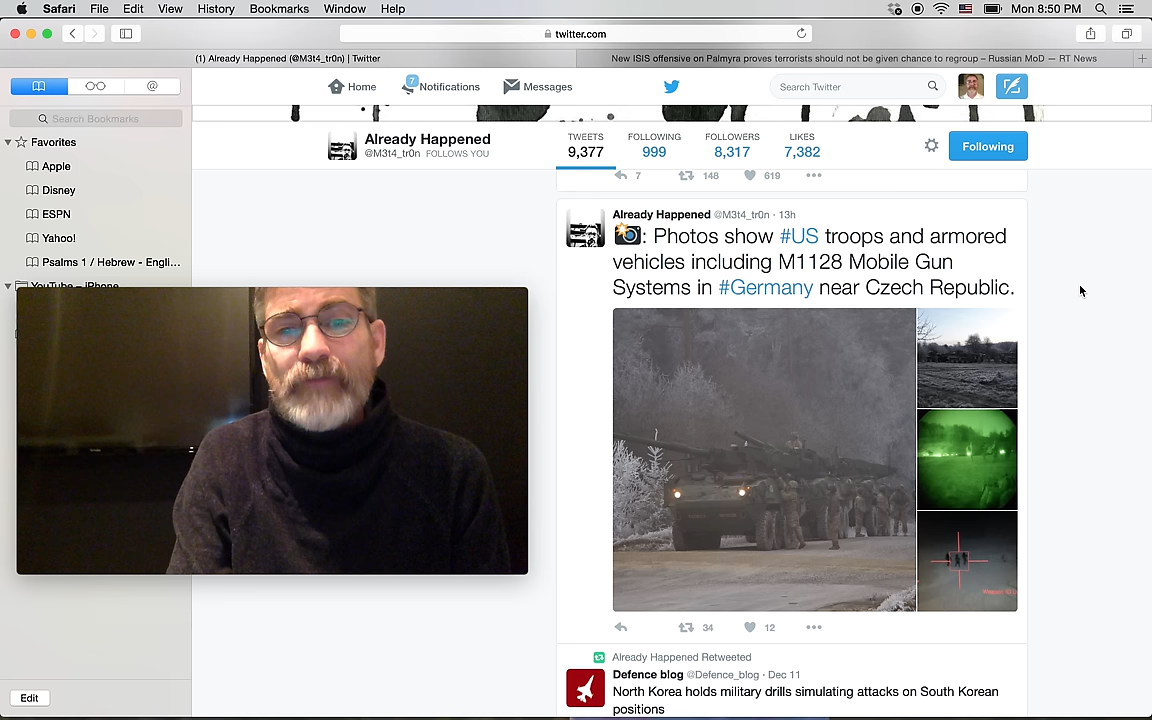 Safari File Edit View History Bookmarks Window Help Mon 8:50 PM
twitter.com
(1) Already Happened (@M3t4_tr0n) | Twitter
New ISIS offensive on Palmyra proves terrorists should not be given chance to regroup – Russian MoD — RT News
Home 7 Notifications Messages Search Twitter
Search Bookmarks
Favorites
Apple
Disney
ESPN
Yahoo!
Psalms 1 / Hebrew - Engli...
YouTube – iPhone
Edit
Already Happened
@M3t4_tr0n FOLLOWS YOU
TWEETS FOLLOWING FOLLOWERS LIKES
9,377 999 8,317 7,382
Following
7 148 619
Already Happened @M3t4_tr0n · 13h
: Photos show #US troops and armored
vehicles including M1128 Mobile Gun
Systems in #Germany near Czech Republic.
34 12
Already Happened Retweeted
Defence blog @Defence_blog · Dec 11
North Korea holds military drills simulating attacks on South Korean
positions